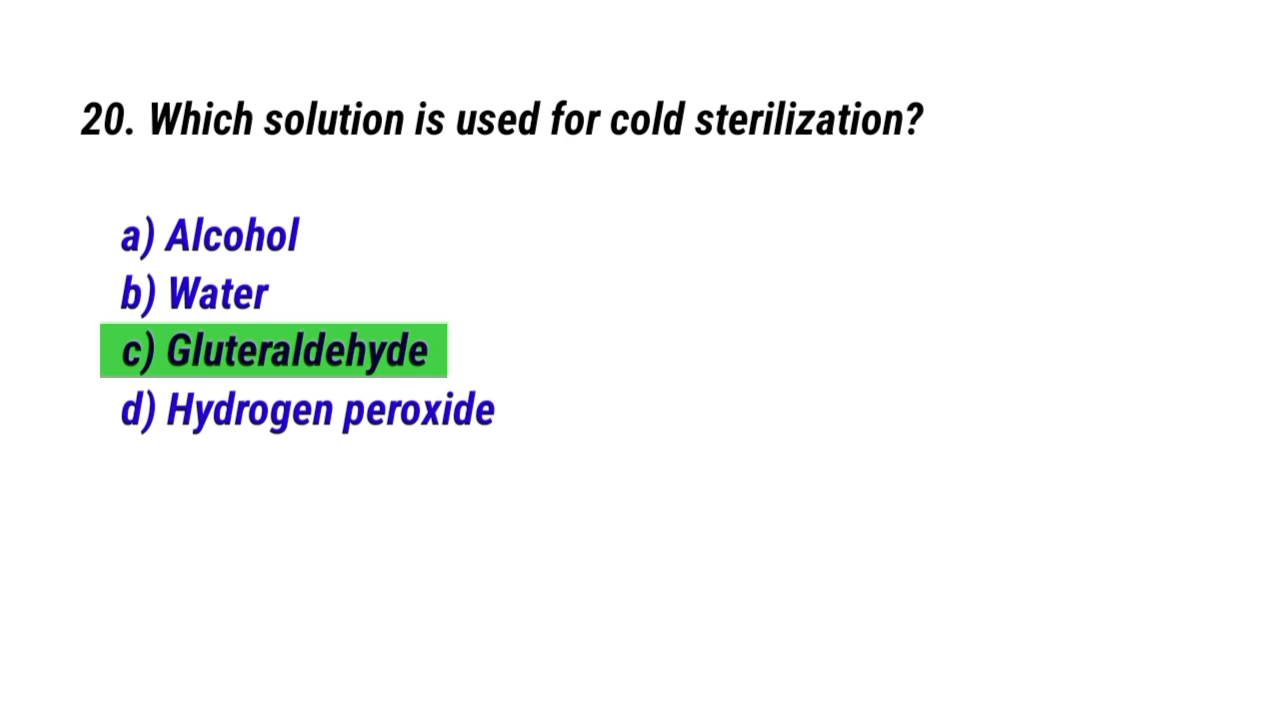 20. Which solution is used for cold sterilization?
a) Alcohol
b) Water
c) Gluteraldehyde
d) Hydrogen peroxide